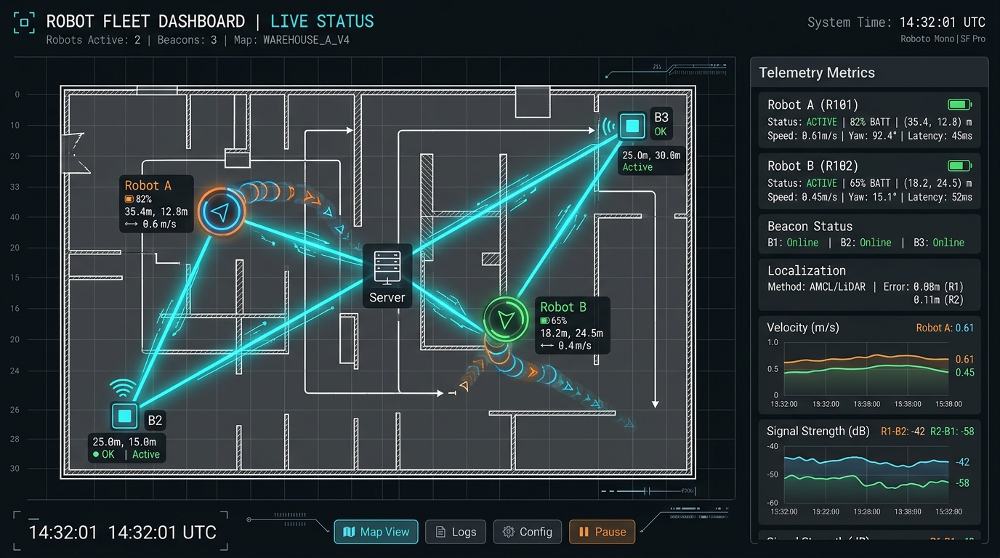 ROBOT FLEET DASHBOARD | LIVE STATUS
Robots Active: 2 | Beacons: 3 | Map: WAREHOUSE_A_V4
System Time: 14:32:01 UTC
Roboto Mono | SF Pro
0
10
20
33
40
20
15
16
20
24
26
28
30
B3
OK
25.0m, 30.0m
Active
Robot A
82%
35.4m, 12.8m
0.6 m/s
Server
Robot B
65%
18.2m, 24.5m
0.4 m/s
B2
25.0m, 15.0m
OK | Active
Telemetry Metrics
Robot A (R101)
Status: ACTIVE | 82% BATT | (35.4, 12.8) m
Speed: 0.61m/s | Yaw: 92.4° | Latency: 45ms
Robot B (R102)
Status: ACTIVE | 65% BATT | (18.2, 24.5) m
Speed: 0.45m/s | Yaw: 15.1° | Latency: 52ms
Beacon Status
B1: Online | B2: Online | B3: Online
Localization
Method: AMCL/LiDAR | Error: 0.08m (R1)
0.11m (R2)
Velocity (m/s) Robot A: 0.61
1.0
0.5
0
0.61
0.45
13:32:00 15:32:00 13:38:00 13:38:00 15:38:00
Signal Strength (dB) R1-B2: -42 R2-B1: -58
-40
-50
-60
-42
-58
15:32:00 15:22:00 13:38:00 15:38:00 15:32:00
Signal Strength (dB)
14:32:01 14:32:01 UTC
Map View
Logs
Config
Pause